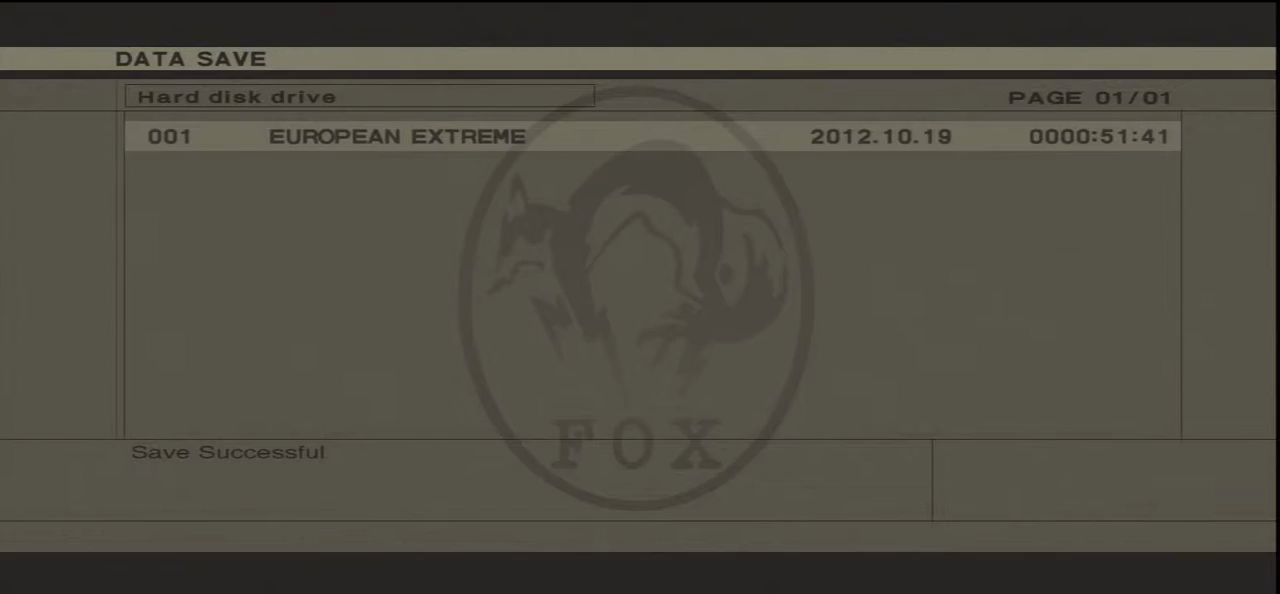 DATA SAVE
Hard disk drive PAGE 01/01
001 EUROPEAN EXTREME 2012.10.19 0000:51:41
FOX
Save Successful